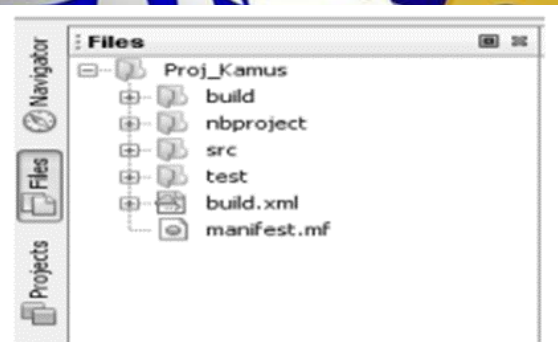 Navigator
Files
Projects
Files
Proj_Kamus
build
nbproject
src
test
build.xml
manifest.mf